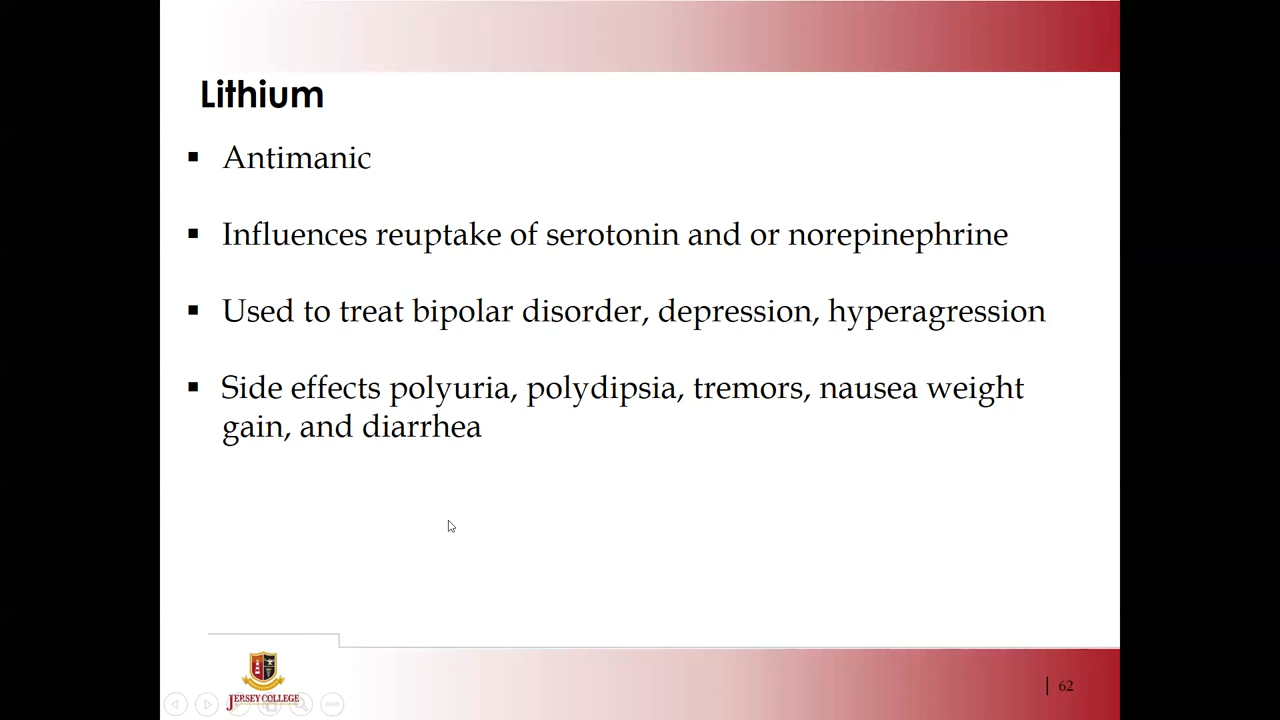 Lithium
▪ Antimanic
▪ Influences reuptake of serotonin and or norepinephrine
▪ Used to treat bipolar disorder, depression, hyperagression
▪ Side effects polyuria, polydipsia, tremors, nausea weight
gain, and diarrhea
JERSEY COLLEGE
62